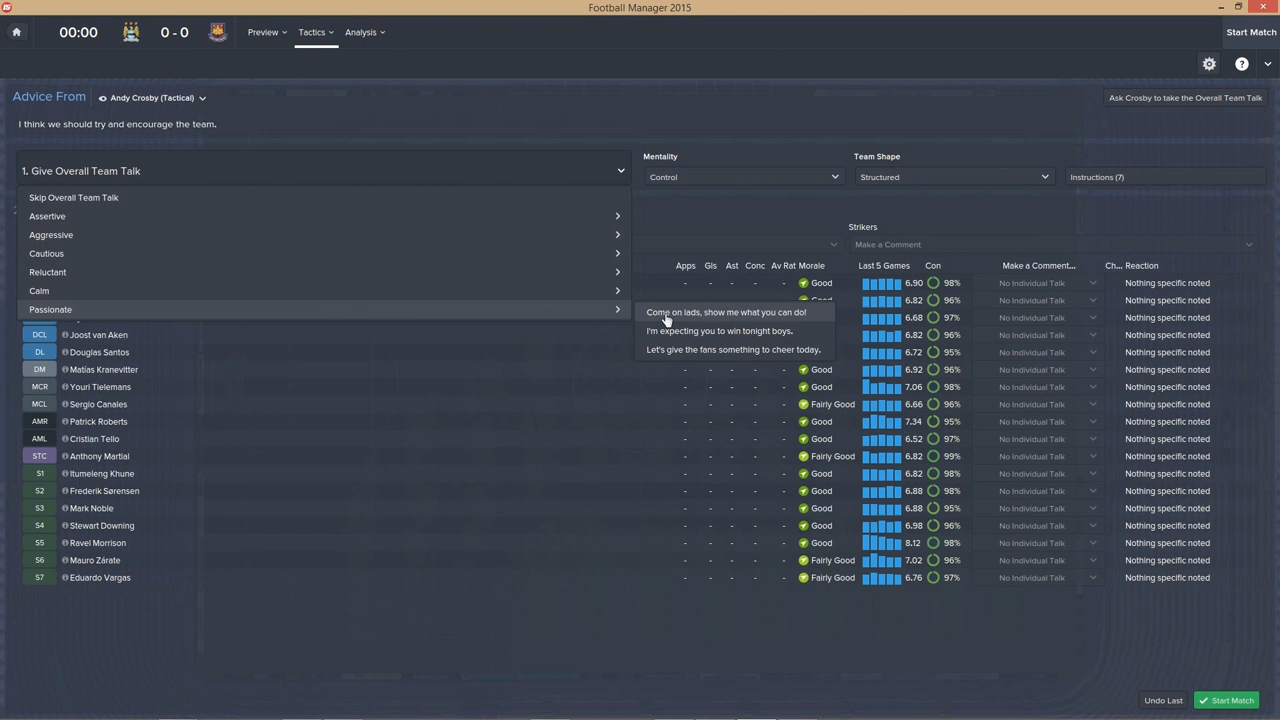 Football Manager 2015
00:00 0 - 0 Preview Tactics Analysis Start Match
Advice From Andy Crosby (Tactical) Ask Crosby to take the Overall Team Talk
I think we should try and encourage the team.
1. Give Overall Team Talk
Mentality Team Shape
Control Structured Instructions (7)
Skip Overall Team Talk
Assertive
Aggressive
Cautious
Reluctant
Calm
Passionate
Come on lads, show me what you can do!
I'm expecting you to win tonight boys.
Let's give the fans something to cheer today.
Strikers
Make a Comment
Apps Gls Ast Conc Av Rat Morale Last 5 Games Con Make a Comment... Ch... Reaction
- - - - - Good 6.90 98% No Individual Talk Nothing specific noted
6.82 96% No Individual Talk Nothing specific noted
6.68 97% No Individual Talk Nothing specific noted
DCL Joost van Aken 6.82 96% No Individual Talk Nothing specific noted
DL Douglas Santos 6.72 95% No Individual Talk Nothing specific noted
DM Matías Kranevitter - - - - - Good 6.92 96% No Individual Talk Nothing specific noted
MCR Youri Tielemans - - - - - Good 7.06 98% No Individual Talk Nothing specific noted
MCL Sergio Canales - - - - - Fairly Good 6.66 96% No Individual Talk Nothing specific noted
AMR Patrick Roberts - - - - - Good 7.34 95% No Individual Talk Nothing specific noted
AML Cristian Tello - - - - - Good 6.52 97% No Individual Talk Nothing specific noted
STC Anthony Martial - - - - - Fairly Good 6.82 99% No Individual Talk Nothing specific noted
S1 Itumeleng Khune - - - - - Good 6.82 98% No Individual Talk Nothing specific noted
S2 Frederik Sørensen - - - - - Good 6.88 98% No Individual Talk Nothing specific noted
S3 Mark Noble - - - - - Good 6.88 95% No Individual Talk Nothing specific noted
S4 Stewart Downing - - - - - Good 6.98 96% No Individual Talk Nothing specific noted
S5 Ravel Morrison - - - - - Good 8.12 98% No Individual Talk Nothing specific noted
S6 Mauro Zárate - - - - - Fairly Good 7.02 96% No Individual Talk Nothing specific noted
S7 Eduardo Vargas - - - - - Fairly Good 6.76 97% No Individual Talk Nothing specific noted
Undo Last Start Match